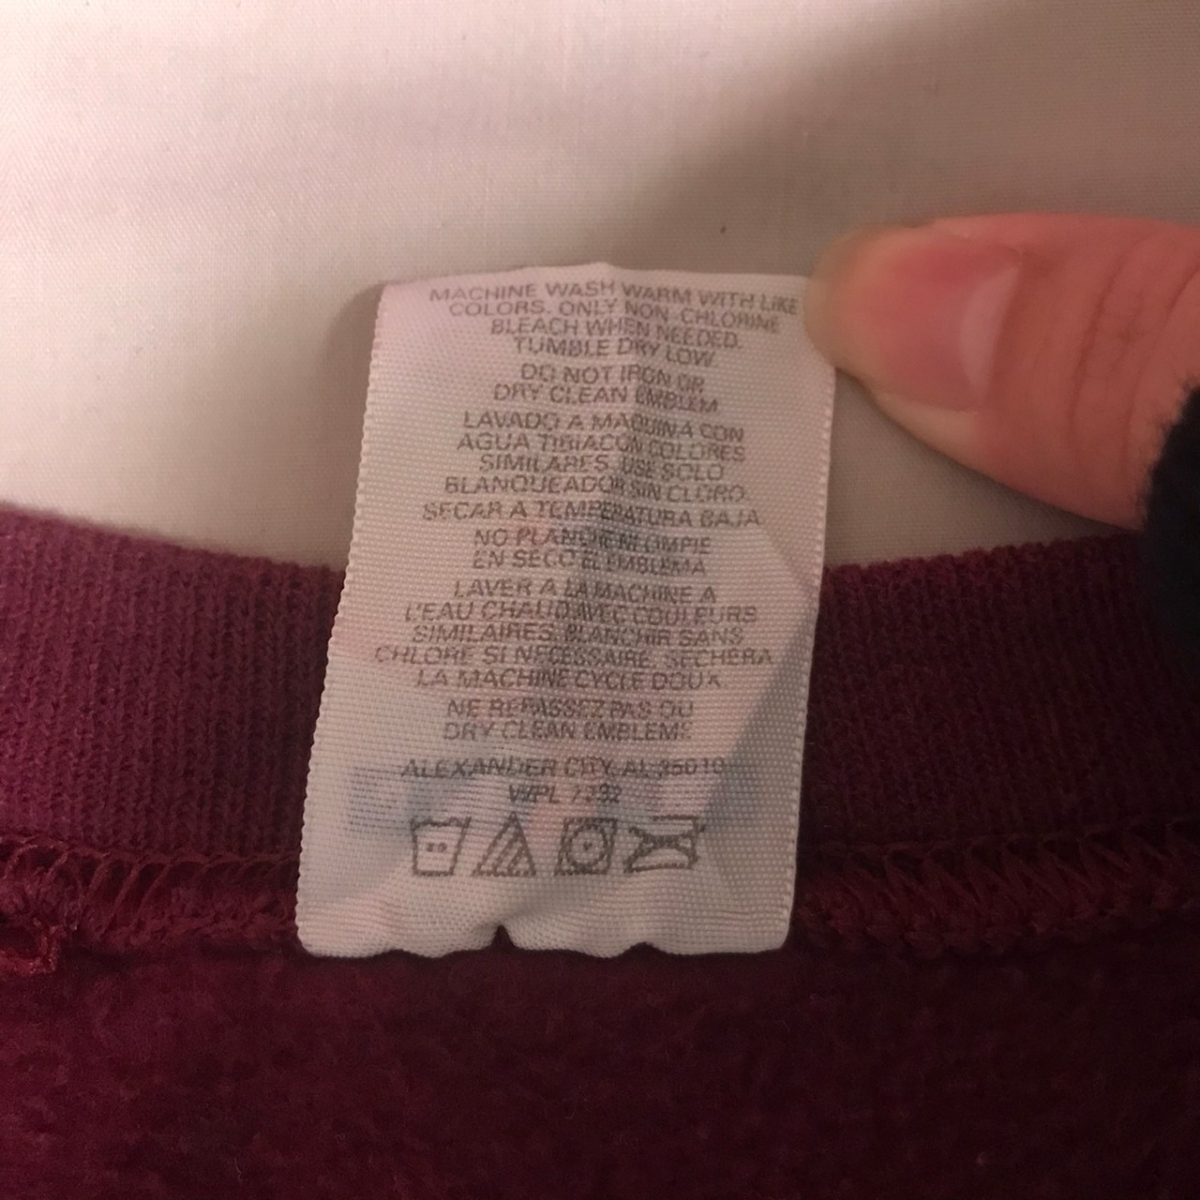 MACHINE WASH WARM WITH LIKE
COLORS. ONLY NON-CHLORINE
BLEACH WHEN NEEDED.
TUMBLE DRY LOW.
DO NOT IRON OR
DRY CLEAN EMBLEM
LAVADO A MAQUINA CON
AGUA TIBIA CON COLORES
SIMILARES. USE SOLO
BLANQUEADOR SIN CLORO.
SECAR A TEMPERATURA BAJA
NO PLANCHE NI LIMPIE
EN SECO EL EMBLEMA
LAVER A LA MACHINE A
L'EAU CHAUD AVEC COULEURS
SIMILAIRES. BLANCHIR SANS
CHLORE SI NECESSAIRE. SECHER A
LA MACHINE CYCLE DOUX
NE REPASSEZ PAS OU
DRY CLEAN EMBLEME
ALEXANDER CITY, AL 35010
WPL